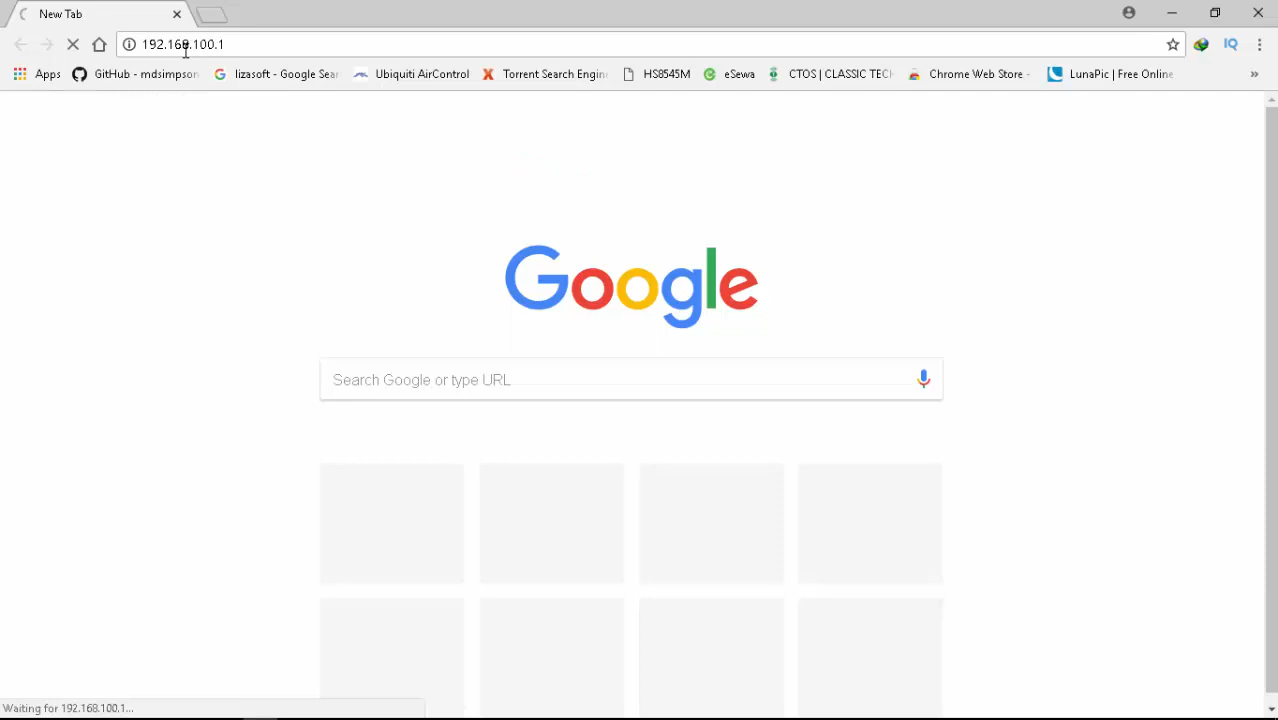 New Tab
192.168.100.1
Apps GitHub - mdsimpson lizasoft - Google Sear Ubiquiti AirControl Torrent Search Engin HS8545M eSewa CTOS | CLASSIC TECH Chrome Web Store - LunaPic | Free Online »
Google
Search Google or type URL
Waiting for 192.168.100.1...